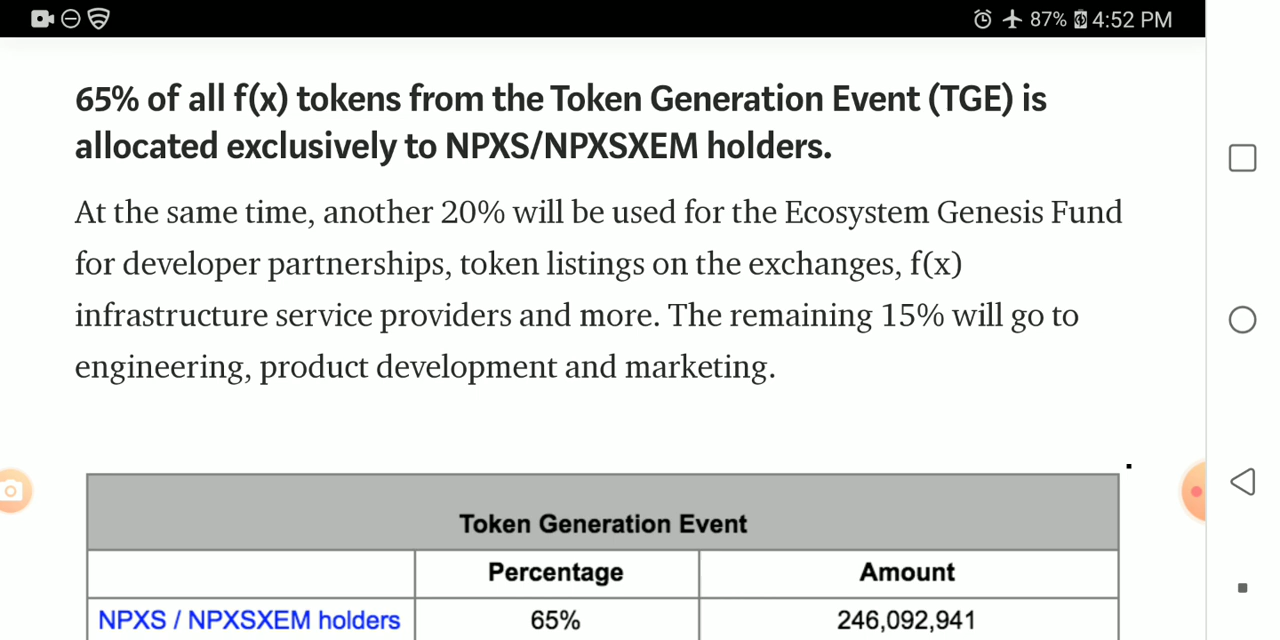 87% 4:52 PM
65% of all f(x) tokens from the Token Generation Event (TGE) is
allocated exclusively to NPXS/NPXSXEM holders.
At the same time, another 20% will be used for the Ecosystem Genesis Fund
for developer partnerships, token listings on the exchanges, f(x)
infrastructure service providers and more. The remaining 15% will go to
engineering, product development and marketing.
Token Generation Event
Percentage Amount
NPXS / NPXSXEM holders 65% 246,092,941